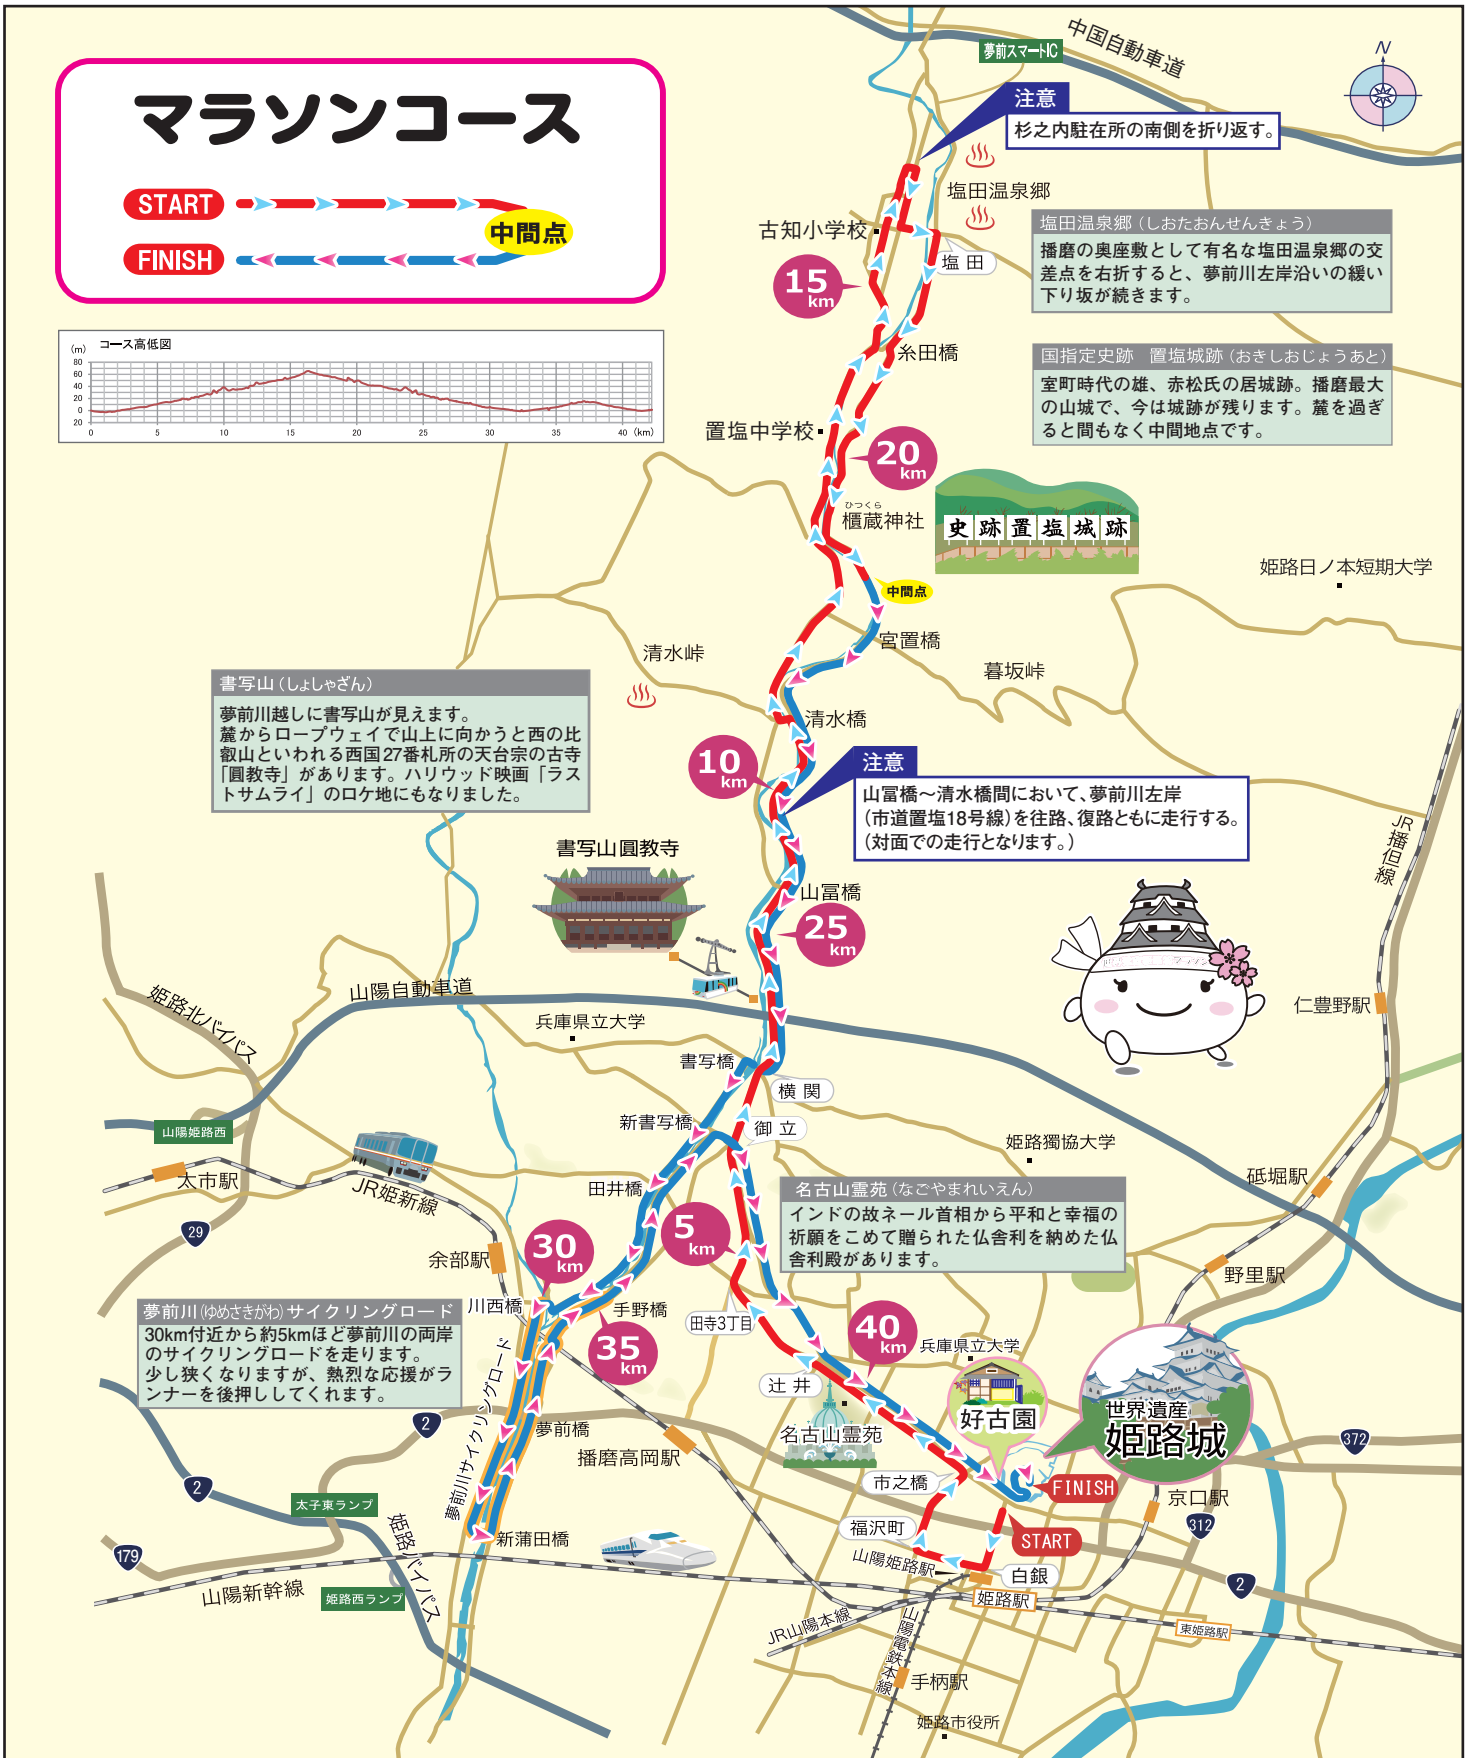 マラソンコース
START
中間点
FINISH
コース高低図
(m)
80
60
40
20
0
20
0
5
10
15
20
25
30
35
40
(km)
夢前スマートIC
中国自動車道
N
注意
杉之内駐在所の南側を折り返す。
塩田温泉郷
古知小学校
塩田
15
km
塩田温泉郷(しおたおんせんきょう)
播磨の奥座敷として有名な塩田温泉郷の交
差点を右折すると、夢前川左岸沿いの緩い
下り坂が続きます。
糸田橋
国指定史跡 置塩城跡(おきしおじょうあと)
室町時代の雄、赤松氏の居城跡。播磨最大
の山城で、今は城跡が残ります。麓を過ぎ
ると間もなく中間地点です。
置塩中学校
20
km
ひつくら
櫃蔵神社
史跡置塩城跡
姫路日ノ本短期大学
中間点
宮置橋
清水峠
暮坂峠
書写山(しょしゃざん)
夢前川越しに書写山が見えます。
麓からロープウェイで山上に向かうと西の比
叡山といわれる西国27番札所の天台宗の古寺
「圓教寺」があります。ハリウッド映画「ラス
トサムライ」のロケ地にもなりました。
清水橋
10
km
注意
山冨橋〜清水橋間において、夢前川左岸
(市道置塩18号線)を往路、復路ともに走行する。
(対面での走行となります。)
JR播但線
書写山圓教寺
山冨橋
25
km
山陽自動車道
姫路北バイパス
兵庫県立大学
仁豊野駅
書写橋
横関
山陽姫路西
新書写橋
御立
姫路獨協大学
太市駅
JR姫新線
田井橋
砥堀駅
名古山霊苑(なごやまれいえん)
インドの故ネール首相から平和と幸福の
祈願をこめて贈られた仏舎利を納めた仏
舎利殿があります。
29
余部駅
30
km
5
km
野里駅
川西橋
手野橋
田寺3丁目
夢前川(ゆめさきがわ)サイクリングロード
30km付近から約5kmほど夢前川の両岸
のサイクリングロードを走ります。
少し狭くなりますが、熱烈な応援がラ
ンナーを後押ししてくれます。
35
km
40
km
兵庫県立大学
辻井
好古園
世界遺産
姫路城
夢前川サイクリングロード
2
夢前橋
播磨高岡駅
名古山霊苑
372
市之橋
FINISH
京口駅
2
太子東ランプ
姫路バイパス
新蒲田橋
福沢町
START
312
179
山陽姫路駅
白銀
2
山陽新幹線
姫路西ランプ
姫路駅
JR山陽本線
山陽電鉄本線
東姫路駅
手柄駅
姫路市役所